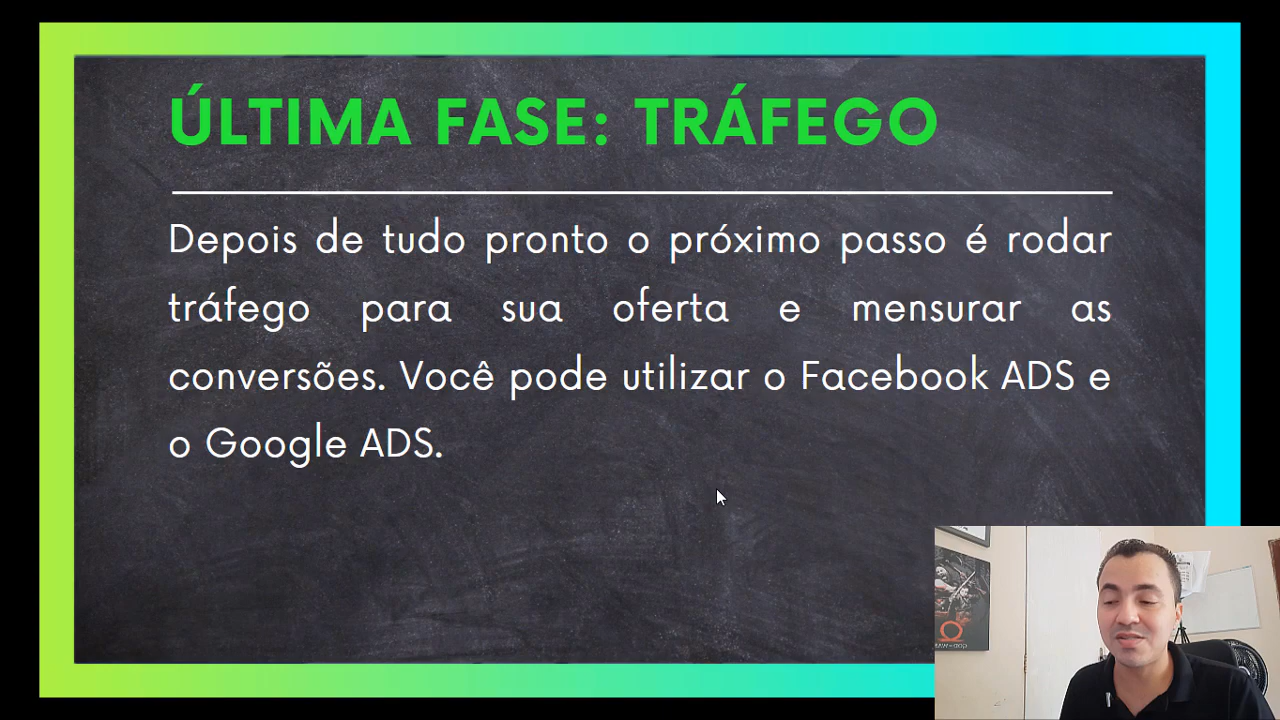 ÚLTIMA FASE: TRÁFEGO
Depois de tudo pronto o próximo passo é rodar
tráfego para sua oferta e mensurar as
conversões. Você pode utilizar o Facebook ADS e
o Google ADS.